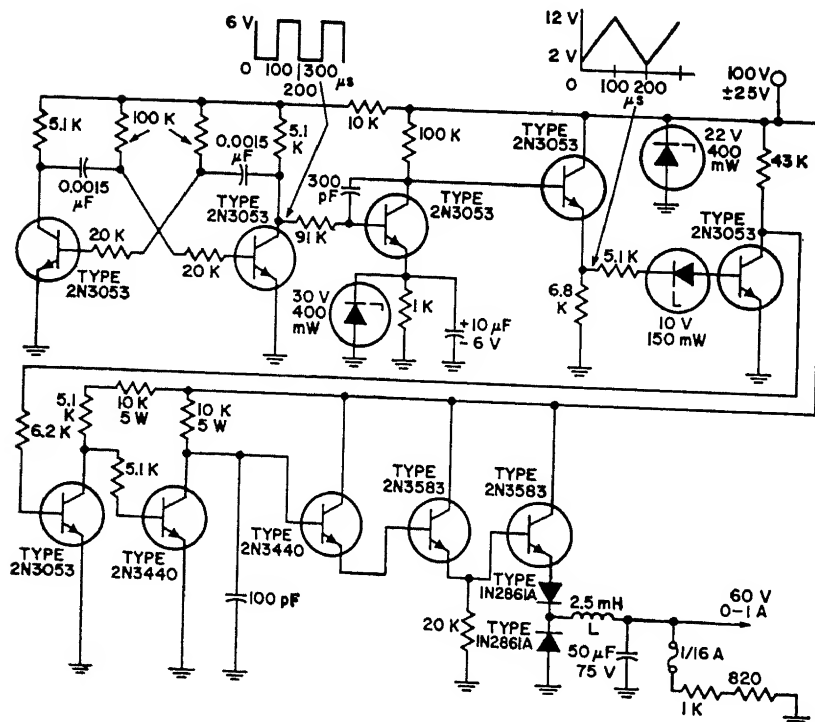 6 V
0
100
200
300
μs
12 V
2 V
0
100
200
μs
100 V
±25 V
5.1 K
100 K
0.0015
μF
5.1
K
10 K
100 K
0.0015
μF
TYPE
2N3053
300
pF
TYPE
2N3053
TYPE
2N3053
22 V
400
mW
43 K
TYPE
2N3053
20 K
TYPE
2N3053
20 K
91 K
30 V
400
mW
1 K
+10 μF
- 6 V
6.8
K
5.1 K
L
10 V
150 mW
5.1
K
10 K
5 W
10 K
5 W
6.2 K
5.1 K
TYPE
2N3053
TYPE
2N3440
100 pF
TYPE
2N3440
TYPE
2N3583
TYPE
2N3583
20 K
TYPE
1N2861A
TYPE
1N2861A
2.5 mH
L
50 μF
75 V
60 V
0-1 A
1/16 A
1 K
820